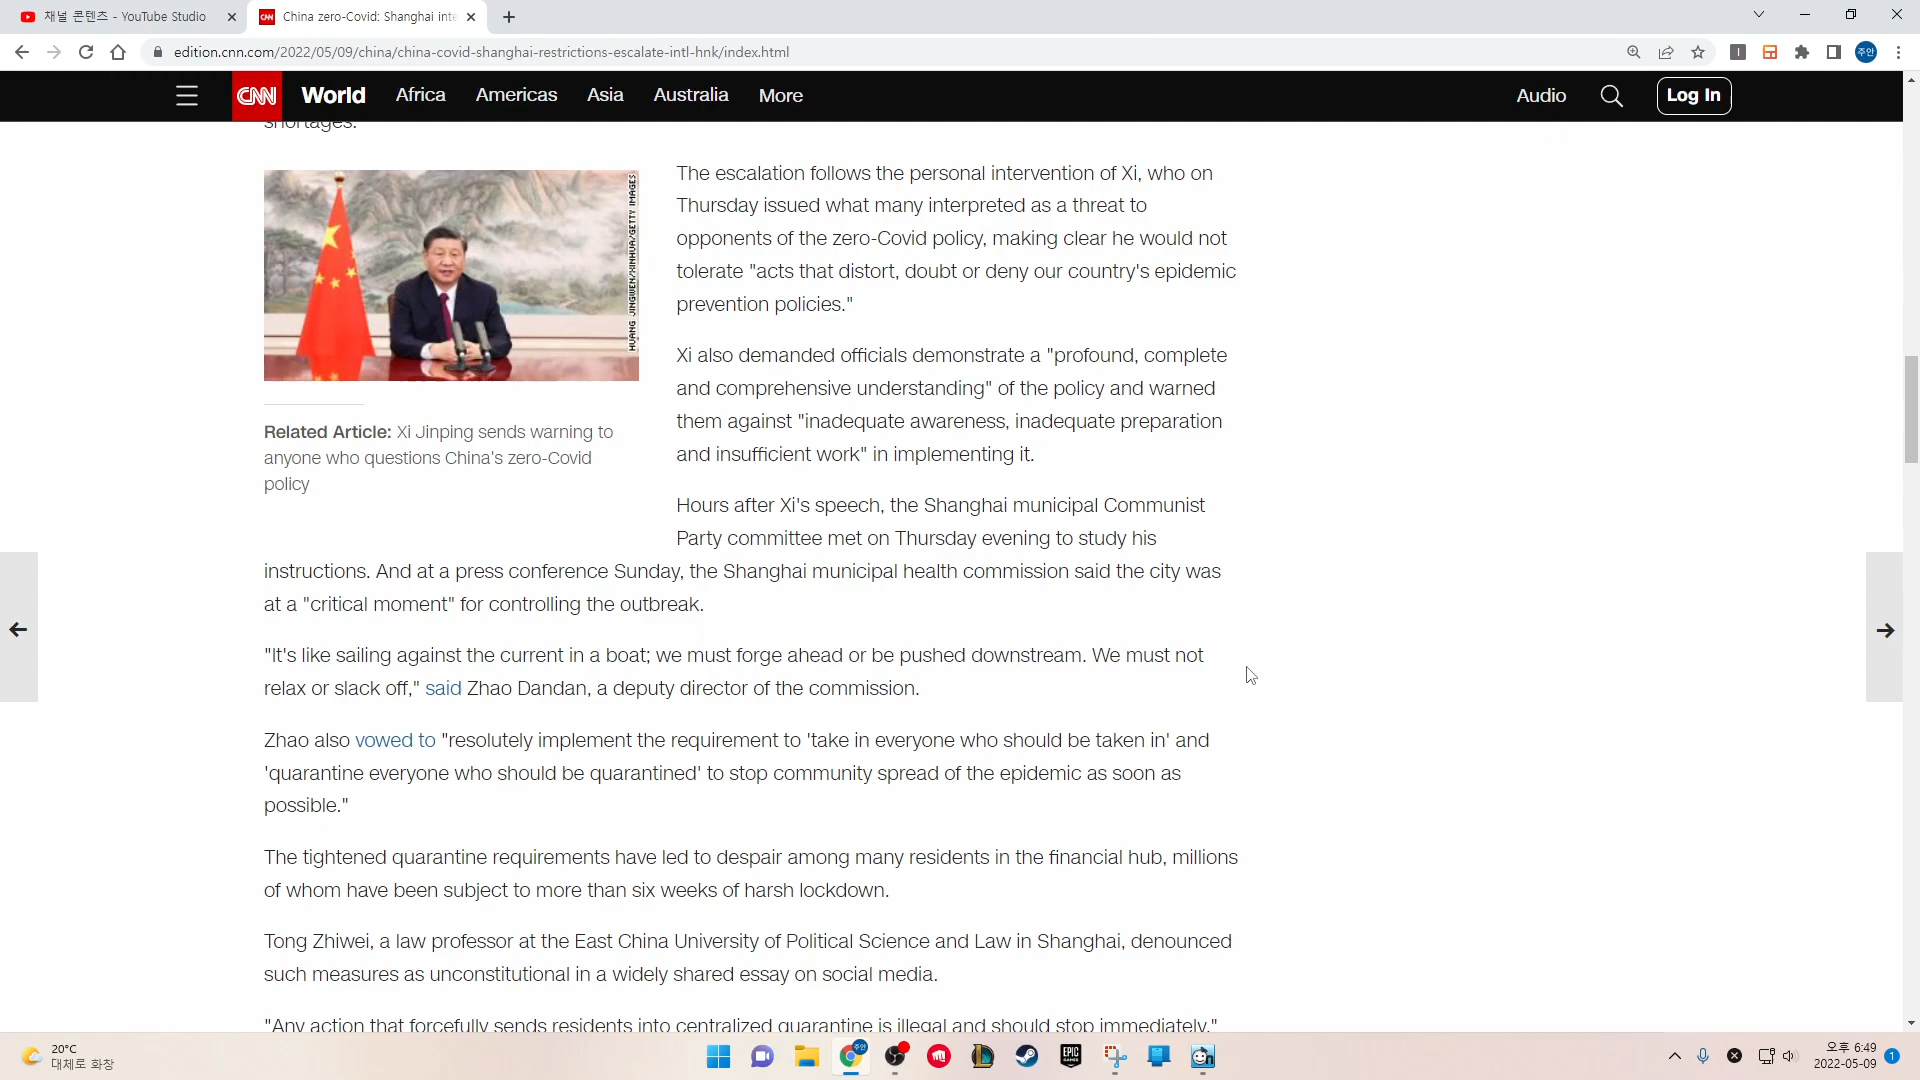 채널 콘텐츠 - YouTube Studio
China zero-Covid: Shanghai inte
edition.cnn.com/2022/05/09/china/china-covid-shanghai-restrictions-escalate-intl-hnk/index.html
주안
CNN World Africa Americas Asia Australia More Audio Log In
shortages.
HUANG JINGWEN/XINHUA/GETTY IMAGES
Related Article: Xi Jinping sends warning to
anyone who questions China's zero-Covid
policy
The escalation follows the personal intervention of Xi, who on
Thursday issued what many interpreted as a threat to
opponents of the zero-Covid policy, making clear he would not
tolerate "acts that distort, doubt or deny our country's epidemic
prevention policies."
Xi also demanded officials demonstrate a "profound, complete
and comprehensive understanding" of the policy and warned
them against "inadequate awareness, inadequate preparation
and insufficient work" in implementing it.
Hours after Xi's speech, the Shanghai municipal Communist
Party committee met on Thursday evening to study his
instructions. And at a press conference Sunday, the Shanghai municipal health commission said the city was
at a "critical moment" for controlling the outbreak.
"It's like sailing against the current in a boat; we must forge ahead or be pushed downstream. We must not
relax or slack off," said Zhao Dandan, a deputy director of the commission.
Zhao also vowed to "resolutely implement the requirement to 'take in everyone who should be taken in' and
'quarantine everyone who should be quarantined' to stop community spread of the epidemic as soon as
possible."
The tightened quarantine requirements have led to despair among many residents in the financial hub, millions
of whom have been subject to more than six weeks of harsh lockdown.
Tong Zhiwei, a law professor at the East China University of Political Science and Law in Shanghai, denounced
such measures as unconstitutional in a widely shared essay on social media.
"Any action that forcefully sends residents into centralized quarantine is illegal and should stop immediately,"
20°C
대체로 화창
주안
EPIC GAMES
오후 6:49
2022-05-09
1